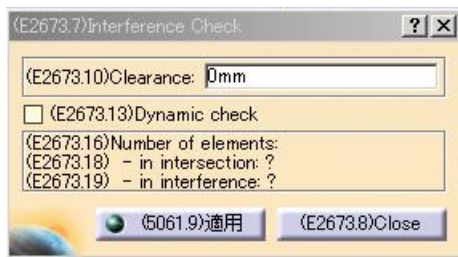 (E2673.7)Interference Check
(E2673.10)Clearance: 0mm
(E2673.13)Dynamic check
(E2673.16)Number of elements:
(E2673.18) - in intersection: ?
(E2673.19) - in interference: ?
(5061.9)適用 (E2673.8)Close